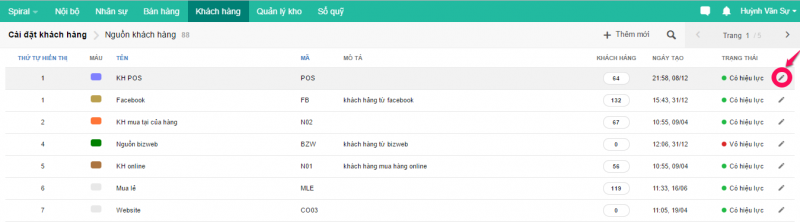 Spiral Nội bộ Nhân sự Bán hàng Khách hàng Quản lý kho Sổ quỹ Huỳnh Văn Sự
Cài đặt khách hàng Nguồn khách hàng 88 + Thêm mới Trang 1 / 5
THỨ TỰ HIỂN THỊ MÀU TÊN MÃ MÔ TẢ KHÁCH HÀNG NGÀY TẠO TRẠNG THÁI
1 KH POS POS 64 21:58, 08/12 Có hiệu lực
1 Facebook FB khách hãng từ facebook 132 15:43, 31/12 Có hiệu lực
2 KH mua tại cửa hàng N02 67 10:55, 09/04 Có hiệu lực
4 Nguồn bizweb BZW khách hàng từ bizweb 0 12:06, 31/12 Vô hiệu lực
5 KH online N01 khách hàng mua hàng online 56 10:55, 09/04 Có hiệu lực
6 Mua lẻ MLE 119 11:33, 16/06 Có hiệu lực
7 Website CO03 0 11:05, 19/04 Có hiệu lực